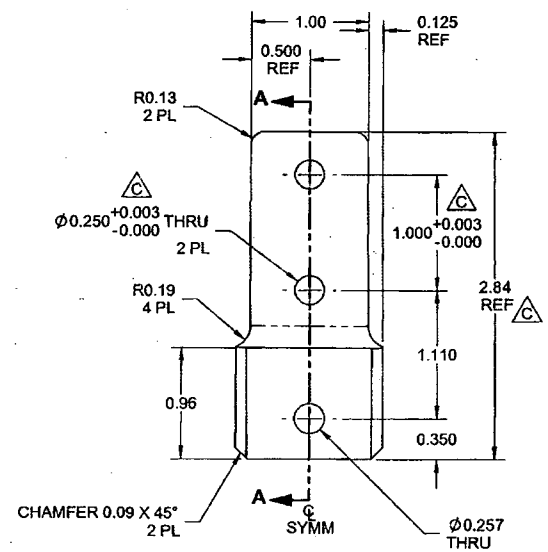 1.00
0.125
REF
0.500
REF
A
R0.13
2 PL
C
Ø0.250 +0.003 -0.000 THRU
2 PL
C
1.000 +0.003 -0.000
2.84
REF C
R0.19
4 PL
1.110
0.96
0.350
A
CHAMFER 0.09 X 45°
2 PL
℄
SYMM
Ø0.257
THRU